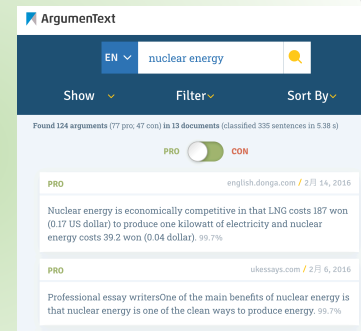 ArgumenText
EN nuclear energy
Show Filter Sort By
Found 124 arguments (77 pro; 47 con) in 13 documents (classified 335 sentences in 5.38 s)
PRO CON
PRO english.donga.com / 2月 14, 2016
Nuclear energy is economically competitive in that LNG costs 187 won
(0.17 US dollar) to produce one kilowatt of electricity and nuclear
energy costs 39.2 won (0.04 dollar). 99.7%
PRO ukessays.com / 2月 6, 2016
Professional essay writersOne of the main benefits of nuclear energy is
that nuclear energy is one of the clean ways to produce energy. 99.7%